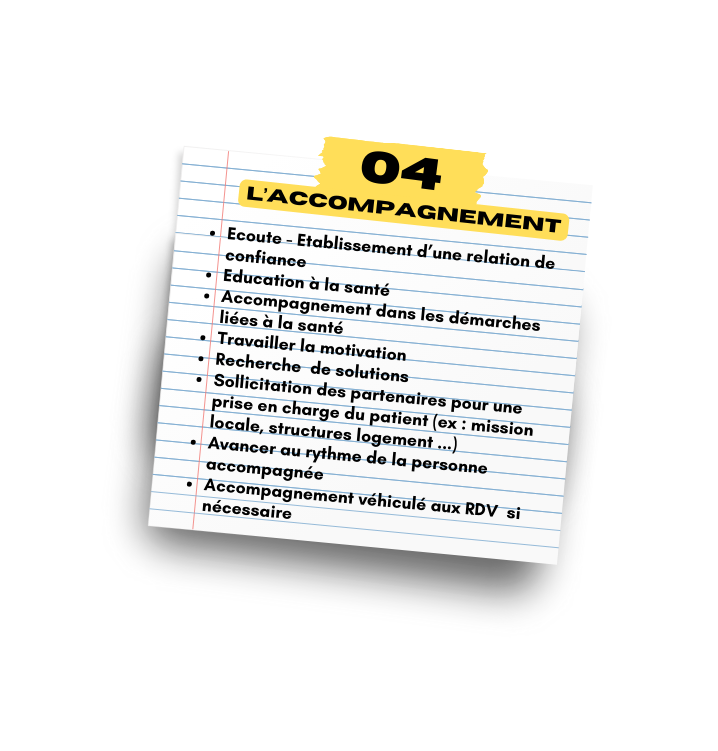 04
L'ACCOMPAGNEMENT
• Ecoute - Etablissement d’une relation de
confiance
• Education à la santé
• Accompagnement dans les démarches
liées à la santé
• Travailler la motivation
• Recherche  de solutions
• Sollicitation des partenaires pour une
prise en charge du patient (ex : mission
locale, structures logement ...)
• Avancer au rythme de la personne
accompagnée
• Accompagnement véhiculé aux RDV  si
nécessaire